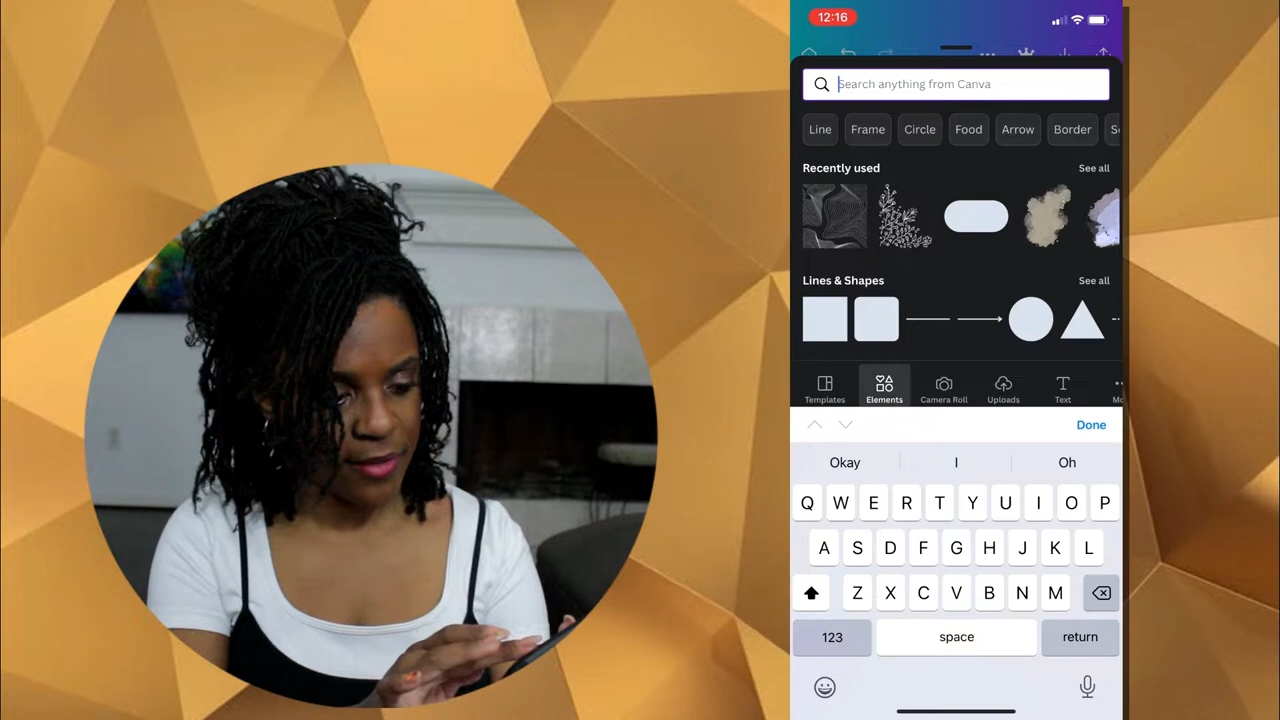 12:16
Search anything from Canva
Line Frame Circle Food Arrow Border
Recently used See all
Lines & Shapes See all
Templates Elements Camera Roll Uploads Text
Done
Okay I Oh
Q W E R T Y U I O P
A S D F G H J K L
Z X C V B N M
123 space return